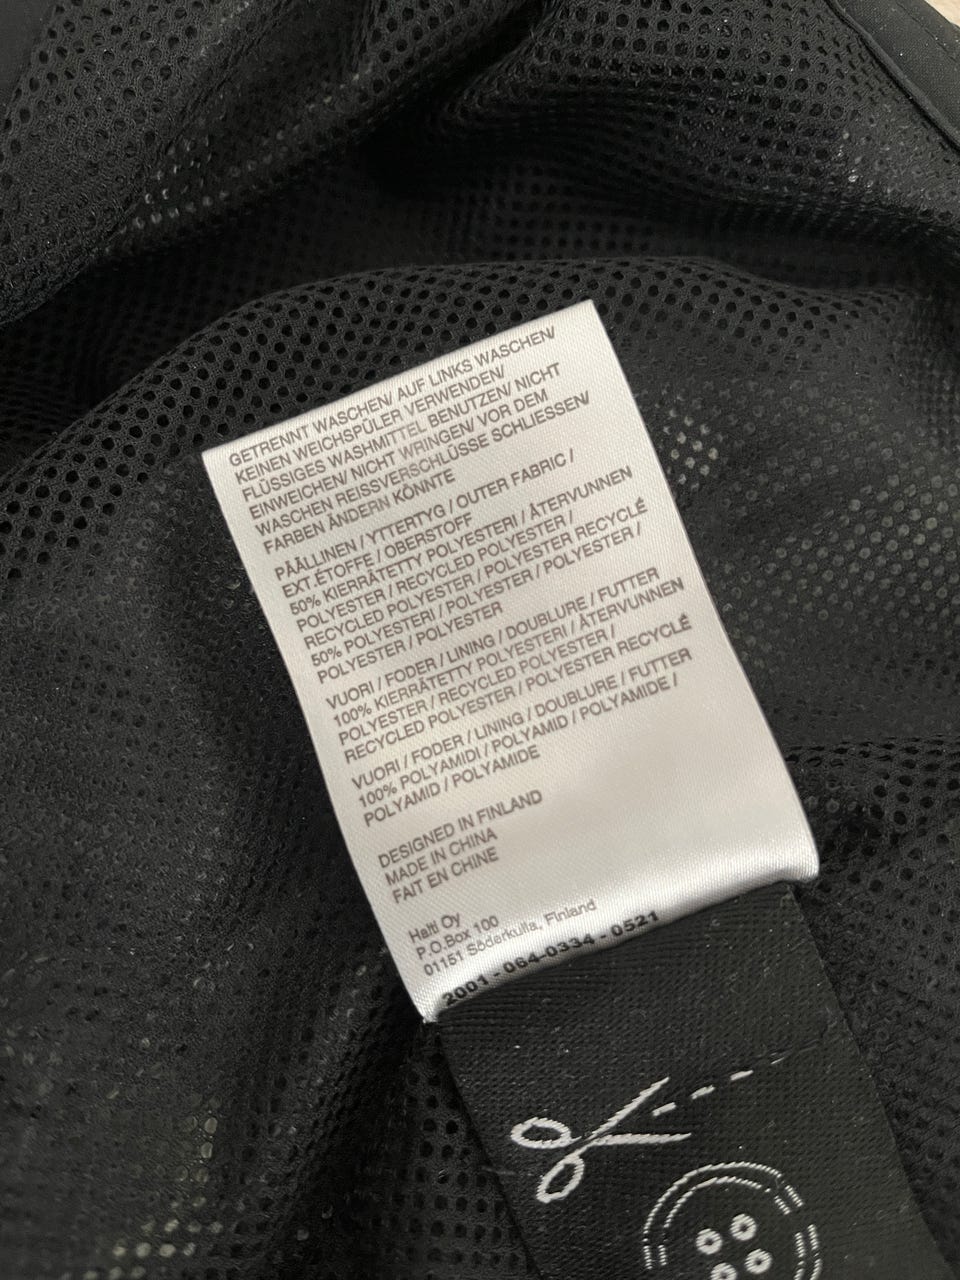 GETRENNT WASCHEN/ AUF LINKS WASCHEN/
KEINEN WEICHSPÜLER VERWENDEN/
FLÜSSIGES WASHMITTEL BENUTZEN/ NICHT
EINWEICHEN/ NICHT WRINGEN/ VOR DEM
WASCHEN REISSVERSCHLÜSSE SCHLIESSEN/
FARBEN ÄNDERN KÖNNTE
PÄÄLLINEN / YTTERTYG / OUTER FABRIC /
EXT.ÉTOFFE / OBERSTOFF
50% KIERRÄTETTY POLYESTERI / ÅTERVUNNEN
POLYESTER / RECYCLED POLYESTER /
RECYCLED POLYESTER / POLYESTER RECYCLÉ
50% POLYESTERI / POLYESTER / POLYESTER /
POLYESTER / POLYESTER
VUORI / FODER / LINING / DOUBLURE / FUTTER
100% KIERRÄTETTY POLYESTERI / ÅTERVUNNEN
POLYESTER / RECYCLED POLYESTER /
RECYCLED POLYESTER / POLYESTER RECYCLÉ
VUORI / FODER / LINING / DOUBLURE / FUTTER
100% POLYAMIDI / POLYAMID / POLYAMIDE /
POLYAMID / POLYAMIDE
DESIGNED IN FINLAND
MADE IN CHINA
FAIT EN CHINE
Halti Oy
P.O.Box 100
01151 Söderkulla, Finland
2001 - 064-0334 - 0521